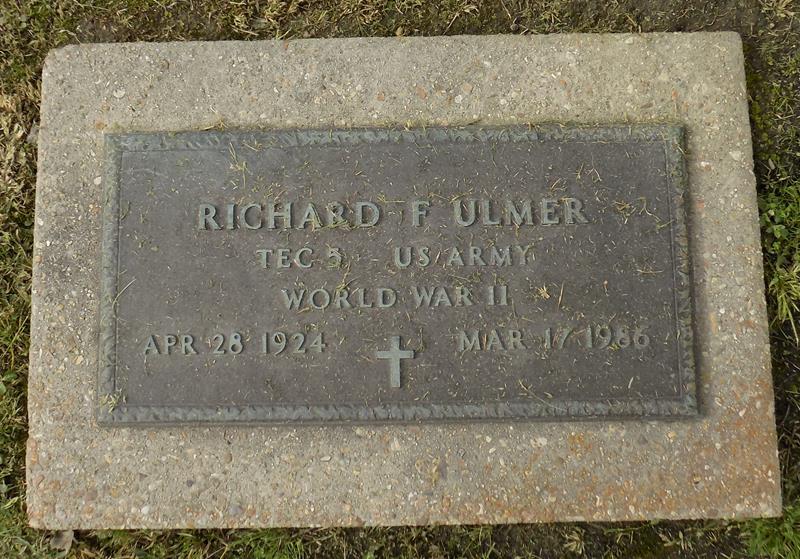 RICHARD F ULMER
TEC 5 US ARMY
WORLD WAR II
APR 28 1924 MAR 17 1986